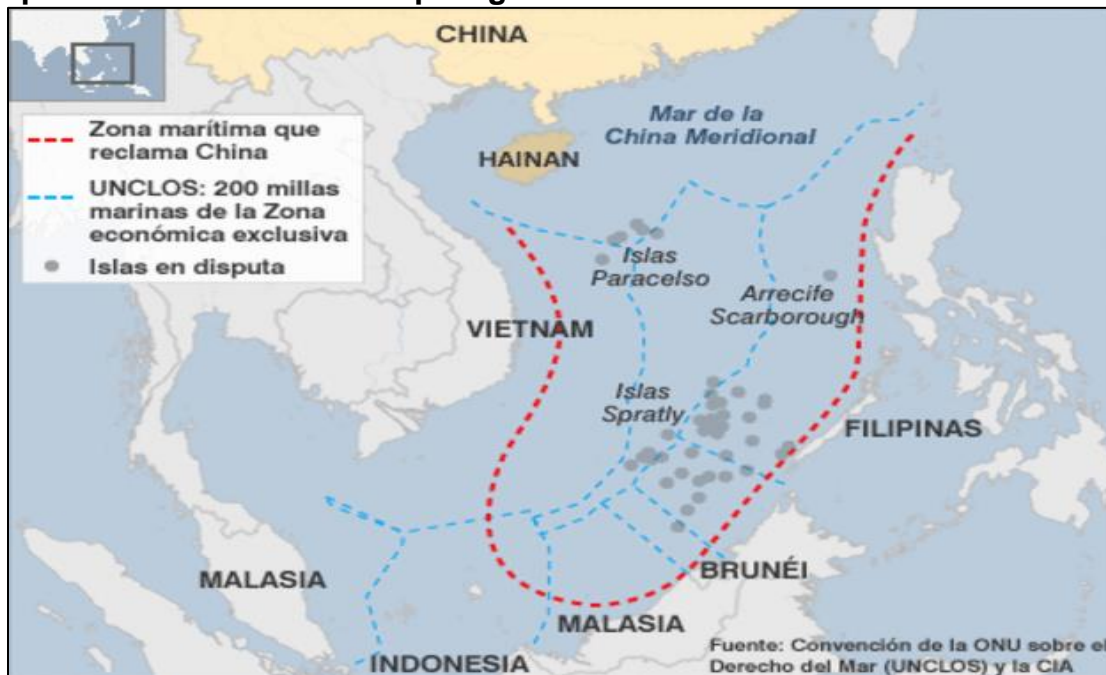 CHINA
Mar de la
China Meridional
Zona marítima que
reclama China
HAINAN
UNCLOS: 200 millas
marinas de la Zona
económica exclusiva
Islas en disputa
Islas
Paracelso
Arrecife
Scarborough
VIETNAM
Islas
Spratly
FILIPINAS
MALASIA
BRUNÉI
MALASIA
INDONESIA
Fuente: Convención de la ONU sobre el
Derecho del Mar (UNCLOS) y la CIA